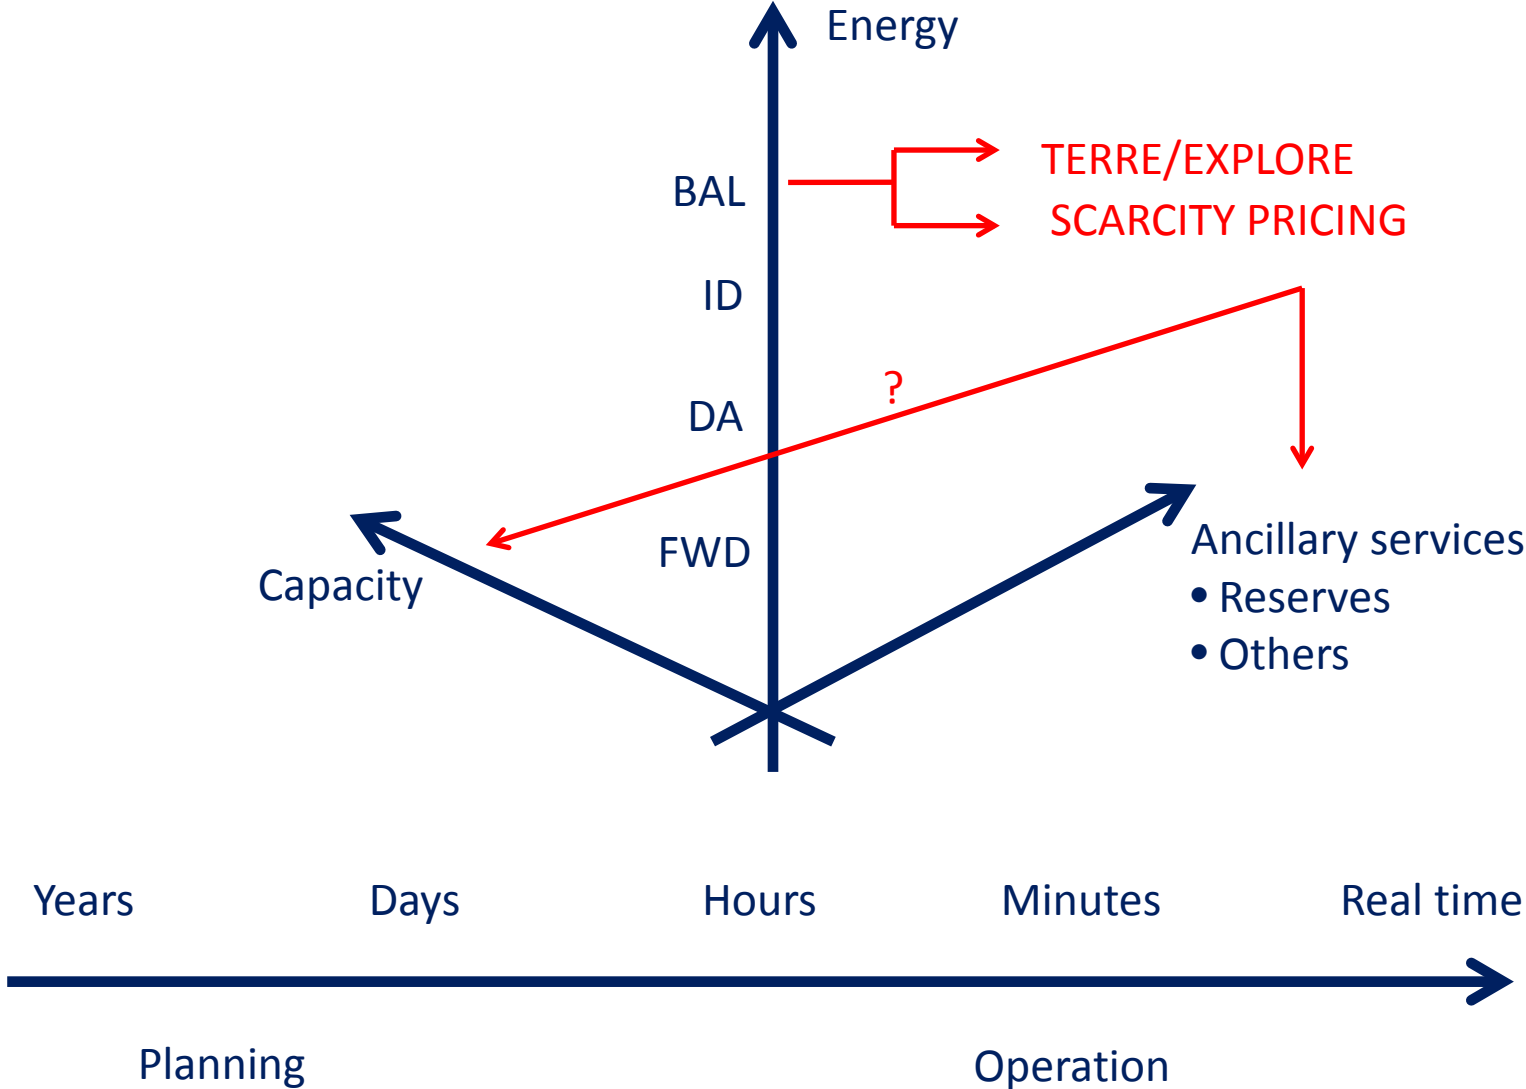 Energy
TERRE/EXPLORE
BAL
SCARCITY PRICING
ID
?
DA
FWD
Capacity
Ancillary services
• Reserves
• Others
Years Days Hours Minutes Real time
Planning Operation